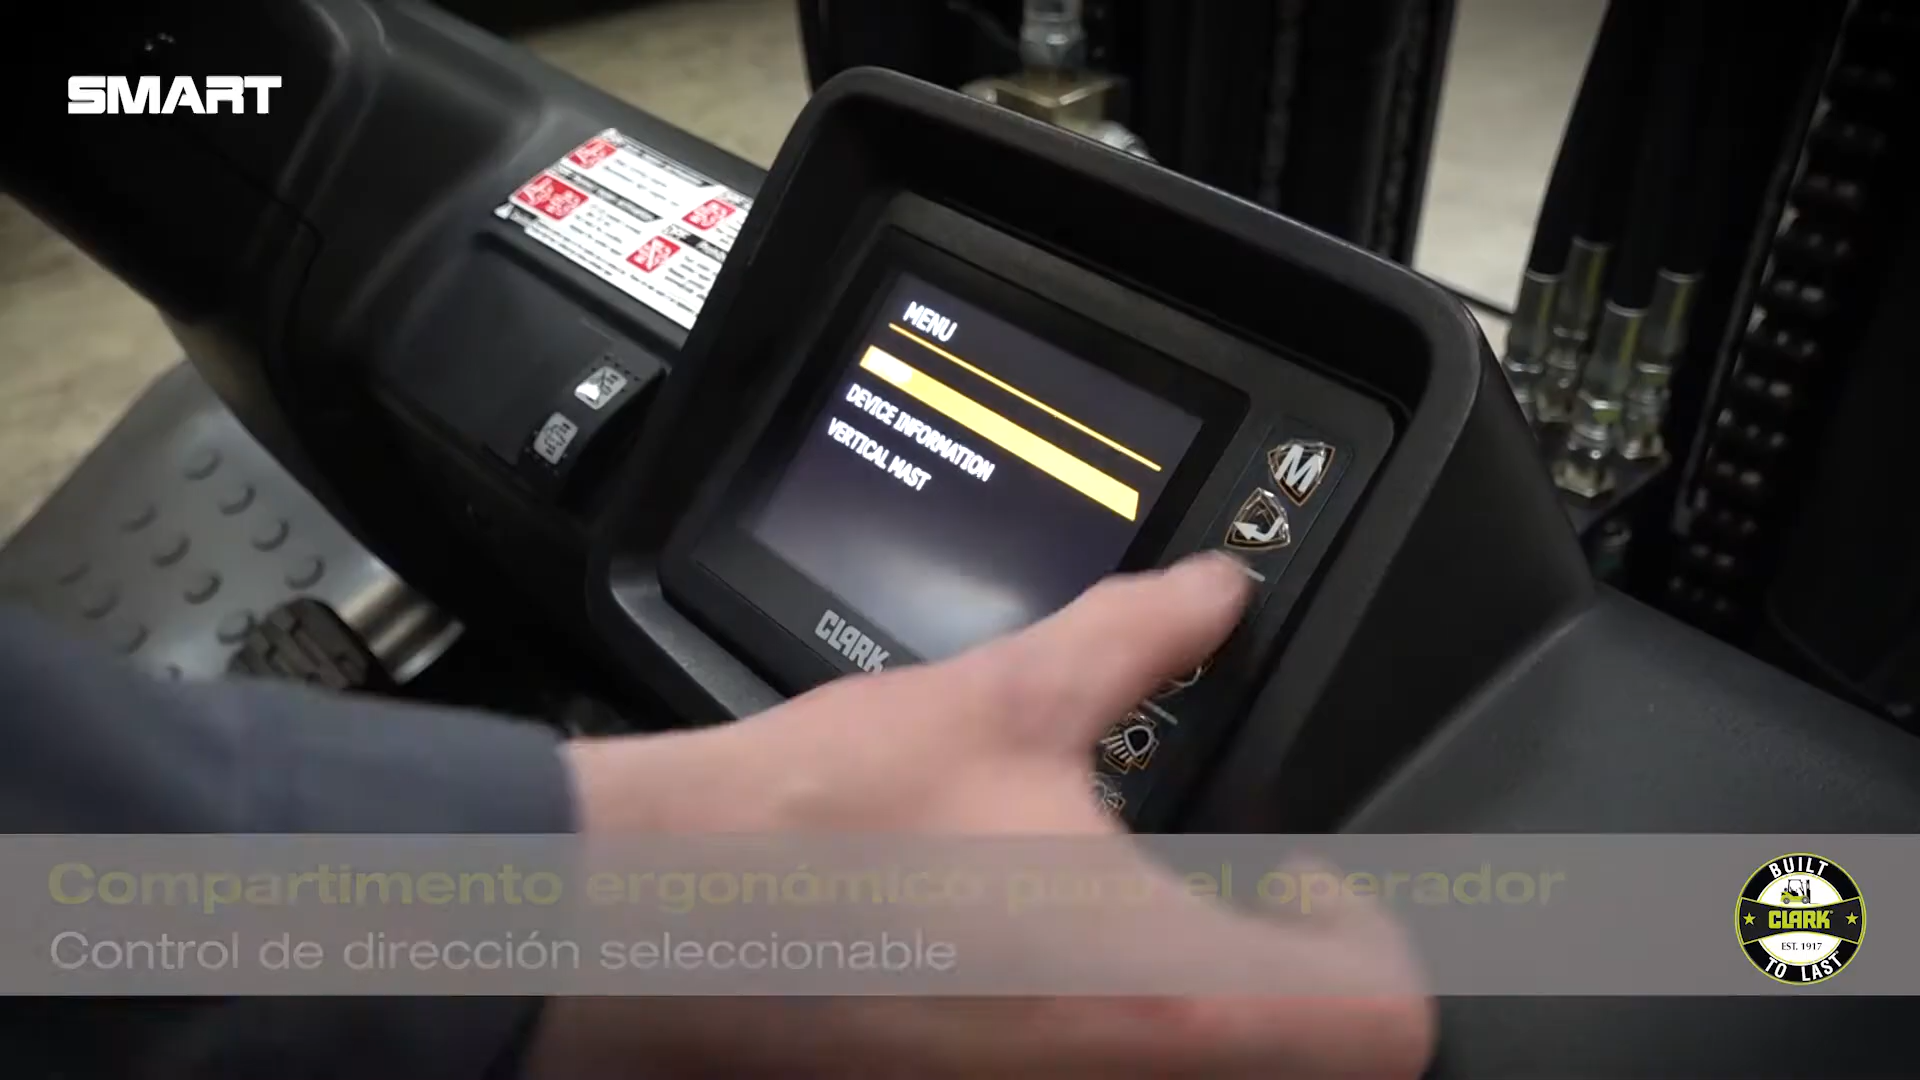 SMART
MENU
DEVICE INFORMATION
VERTICAL MAST
M
CLARK
Compartimento ergonómico para el operador
Control de dirección seleccionable
BUILT
CLARK
EST. 1917
TO LAST